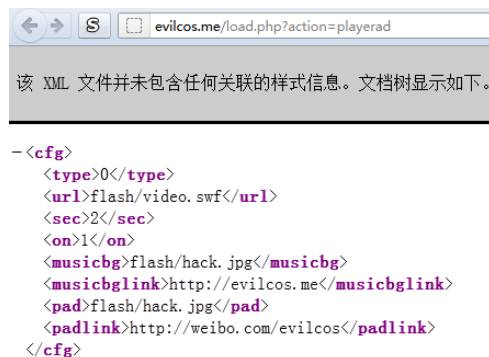 S evilcos.me/load.php?action=playerad
该 XML 文件并未包含任何关联的样式信息。文档树显示如下。
-<cfg>
<type>0</type>
<url>flash/video.swf</url>
<sec>2</sec>
<on>1</on>
<musicbg>flash/hack.jpg</musicbg>
<musicbglink>http://evilcos.me</musicbglink>
<pad>flash/hack.jpg</pad>
<padlink>http://weibo.com/evilcos</padlink>
</cfg>